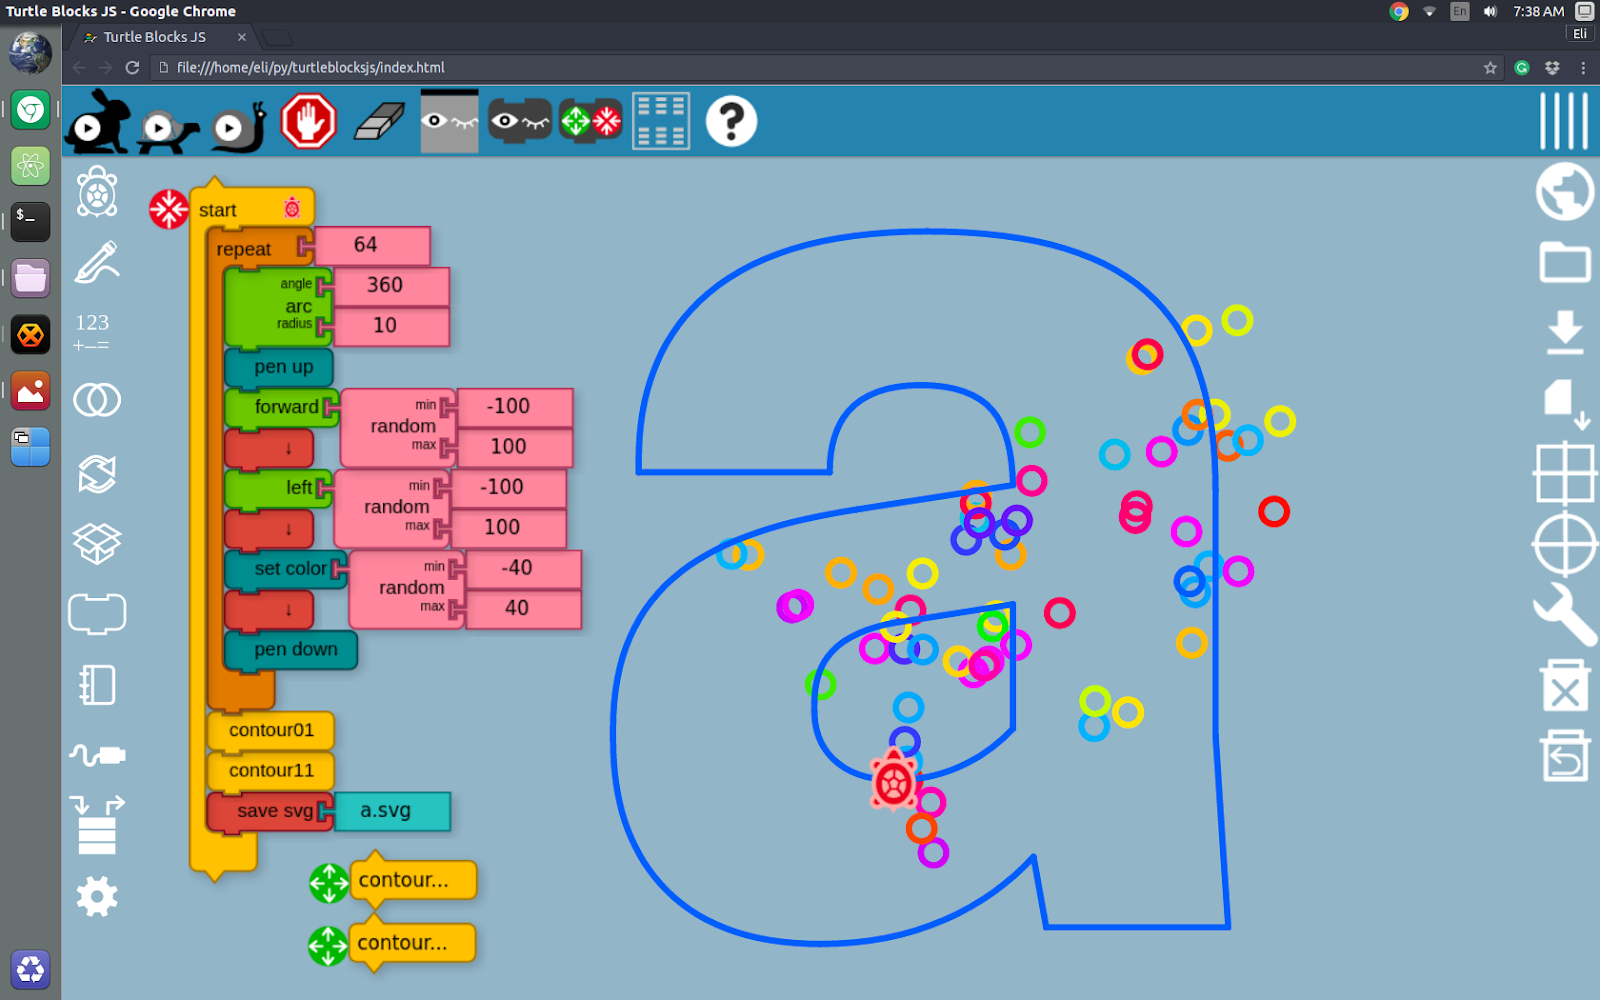 Turtle Blocks JS - Google Chrome
En
7:38 AM
Turtle Blocks JS
Eli
file:///home/eli/py/turtleblocksjs/index.html
?
start
repeat
64
angle
360
arc
radius
10
pen up
forward
min
-100
random
max
100
left
min
-100
random
max
100
set color
min
-40
random
max
40
pen down
contour01
contour11
save svg
a.svg
contour...
contour...
123
+−=
$_
a